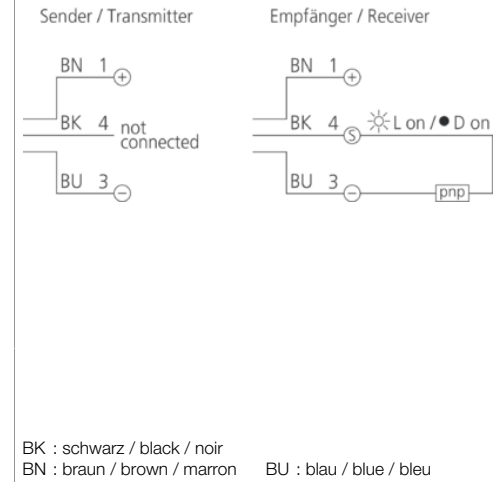 Sender / Transmitter
BN 1 +
BK 4 not connected
BU 3 −
Empfänger / Receiver
BN 1 +
BK 4 S L on / D on
BU 3 − pnp
BK : schwarz / black / noir
BN : braun / brown / marron BU : blau / blue / bleu